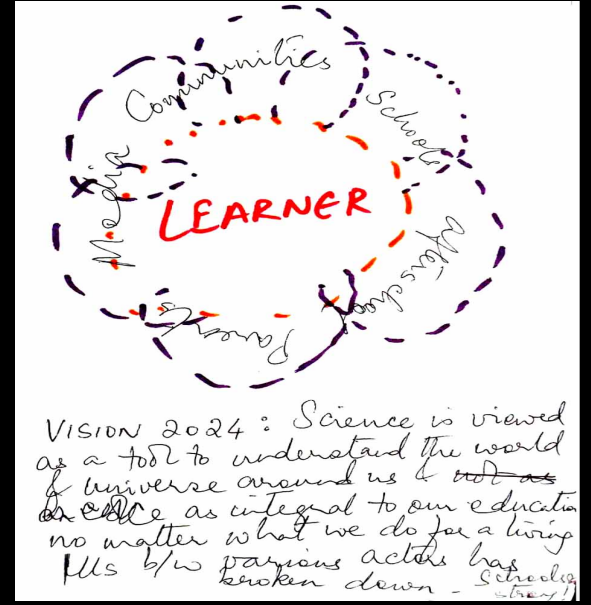 Communities
Schools
Media
LEARNER
afterschool
Parents
VISION 2024: Science is viewed
as a tool to understand the world
& universe around us & not as
as integral to our education
no matter what we do for a living
b/w various actors has
broken down - Schools